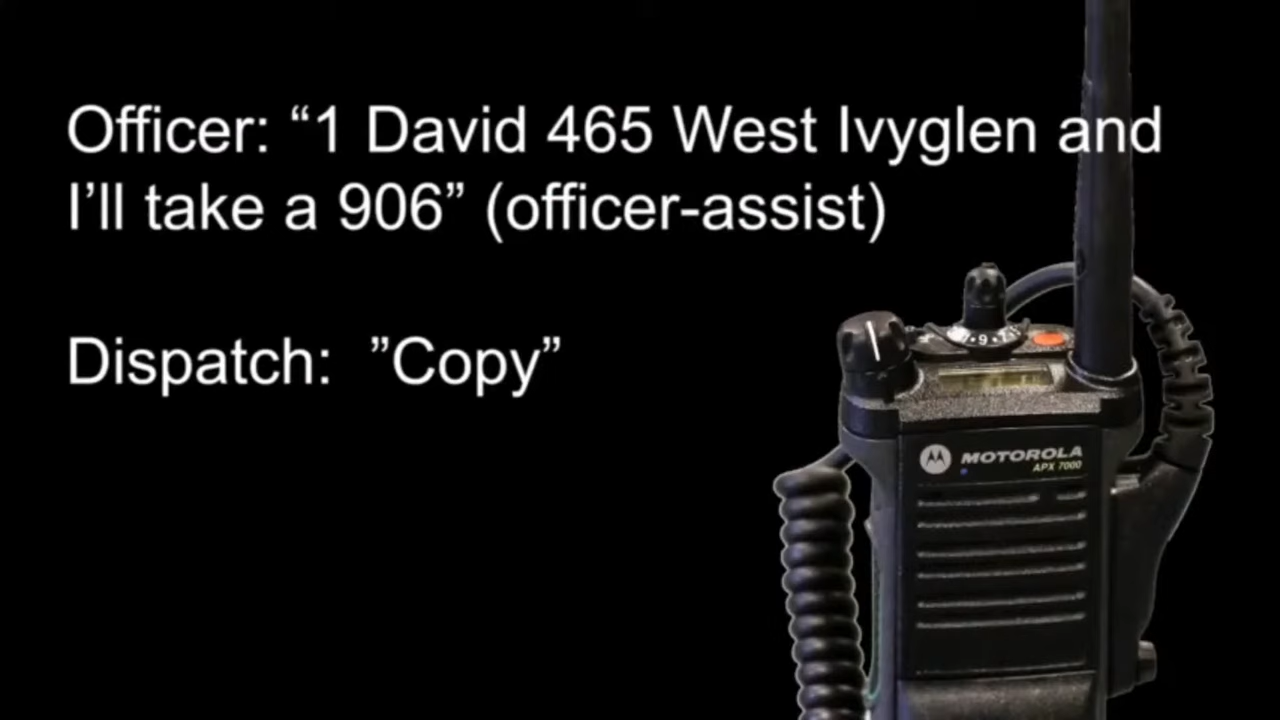 Officer: “1 David 465 West Ivyglen and
I’ll take a 906” (officer-assist)
Dispatch:  ”Copy”
MOTOROLA
APX 7000